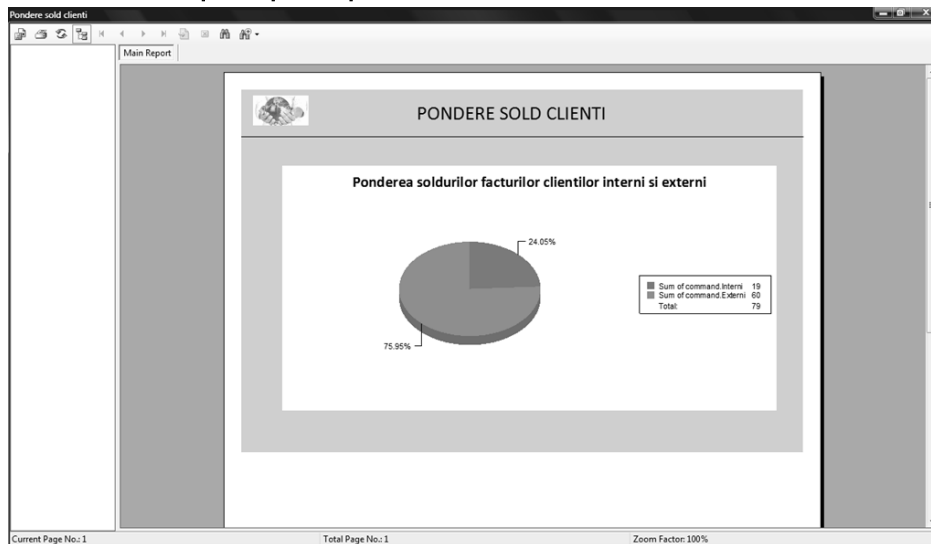 Pondere sold clienti
Main Report
PONDERE SOLD CLIENTI
Ponderea soldurilor facturilor clientilor interni si externi
24.05%
75.95%
Sum of command.Interni 19
Sum of command.Externi 60
Total: 79
Current Page No.: 1 Total Page No.: 1 Zoom Factor: 100%